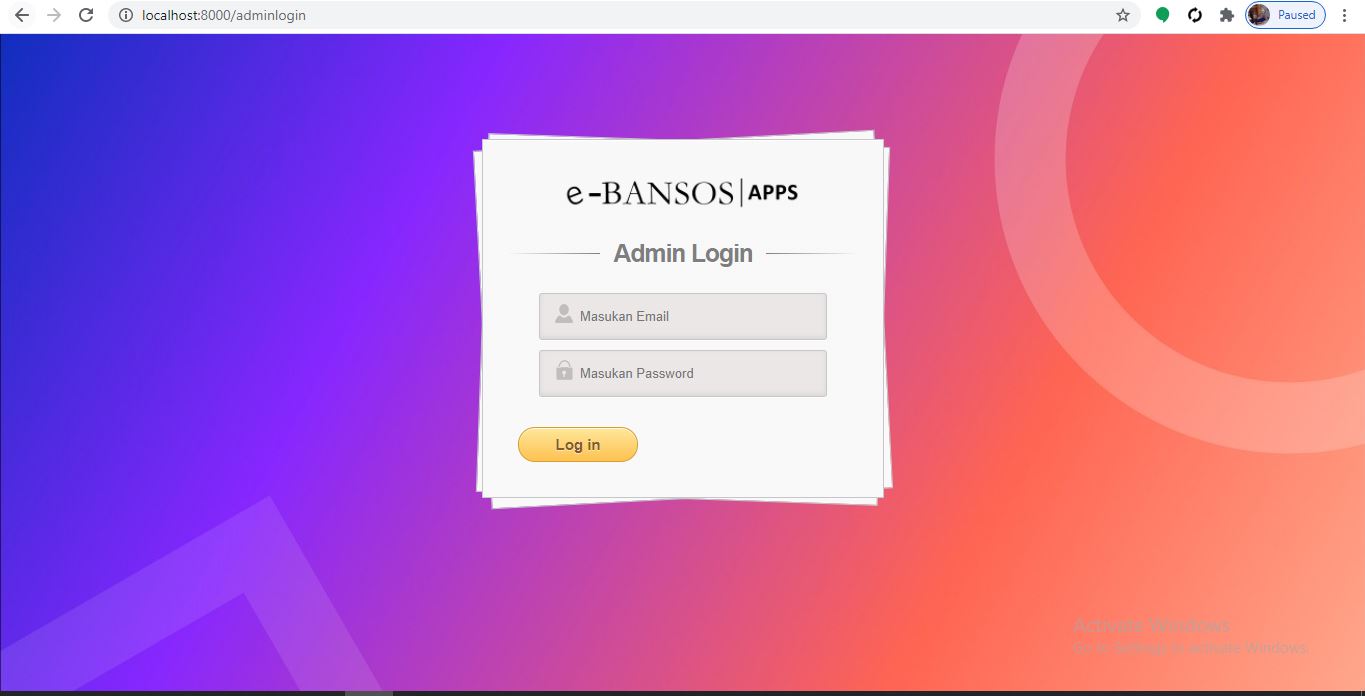 localhost:8000/adminlogin
Paused
e-BANSOS|APPS
Admin Login
Masukan Email
Masukan Password
Log in
Activate Windows
Go to Settings to activate Windows.